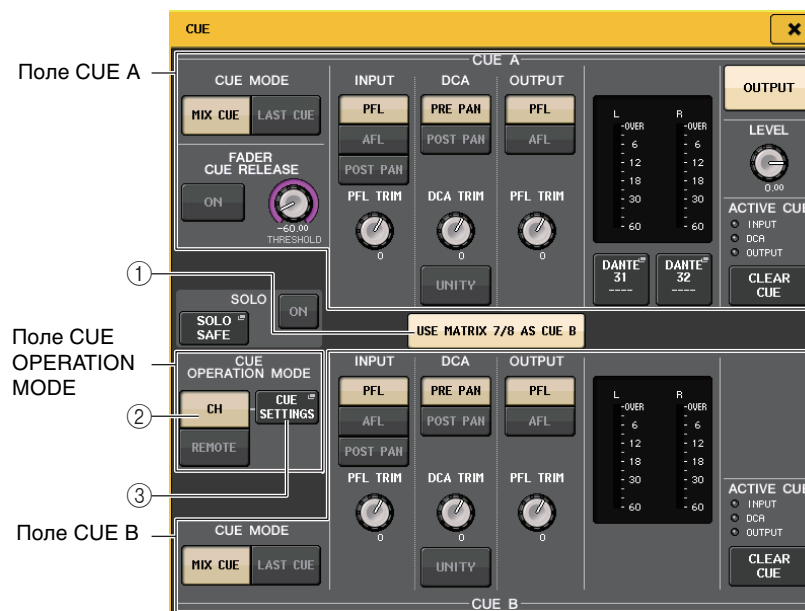 CUE
Поле CUE A
CUE A
CUE MODE
MIX CUE LAST CUE
FADER
CUE RELEASE
ON
-60.00
THRESHOLD
INPUT
PFL
AFL
POST PAN
PFL TRIM
0
DCA
PRE PAN
POST PAN
DCA TRIM
0
UNITY
OUTPUT
PFL
AFL
PFL TRIM
0
L R
-OVER -OVER
6 6
12 12
18 18
30 30
60 60
DANTE 31 ----
DANTE 32 ----
OUTPUT
LEVEL
0.00
ACTIVE CUE
INPUT
DCA
OUTPUT
CLEAR
CUE
1
SOLO
SOLO
SAFE
ON
USE MATRIX 7/8 AS CUE B
Поле CUE
OPERATION
MODE
CUE
OPERATION MODE
2
CH
CUE
SETTINGS
REMOTE
3
Поле CUE B
CUE MODE
MIX CUE LAST CUE
INPUT
PFL
AFL
POST PAN
PFL TRIM
0
DCA
PRE PAN
POST PAN
DCA TRIM
0
UNITY
OUTPUT
PFL
AFL
PFL TRIM
0
L R
-OVER -OVER
6 6
12 12
18 18
30 30
60 60
ACTIVE CUE
INPUT
DCA
OUTPUT
CLEAR
CUE
CUE B